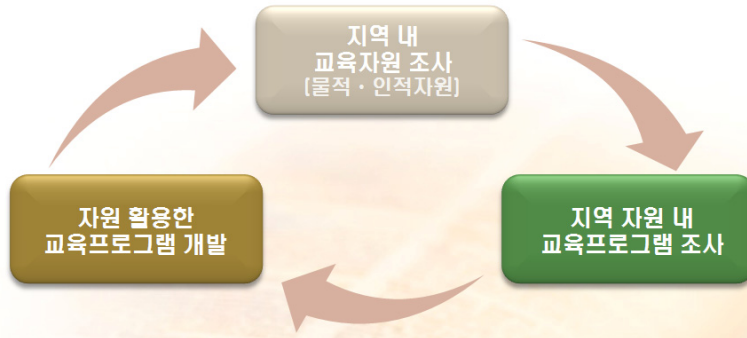 지역 내
교육자원 조사
(물적·인적자원)
자원 활용한
교육프로그램 개발
지역 자원 내
교육프로그램 조사